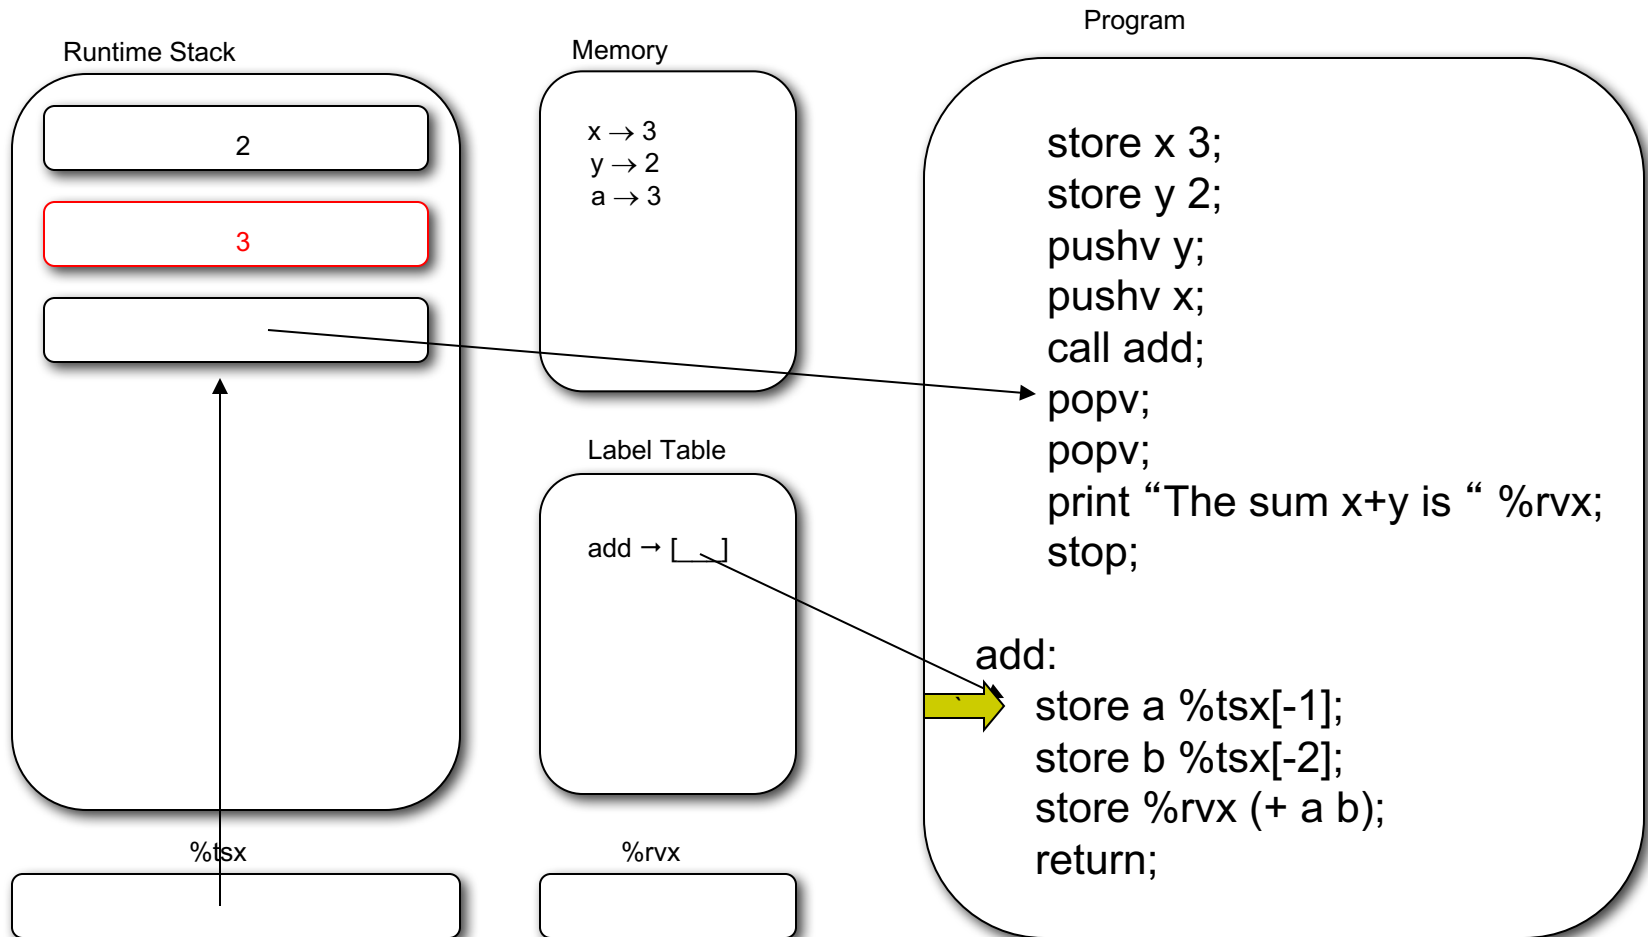 Program
Runtime Stack
Memory
2
3
x → 3
y → 2
a → 3
Label Table
add → [___]
%tsx
%rvx
store x 3;
store y 2;
pushv y;
pushv x;
call add;
popv;
popv;
print “The sum x+y is “ %rvx;
stop;
add:
`
store a %tsx[-1];
store b %tsx[-2];
store %rvx (+ a b);
return;